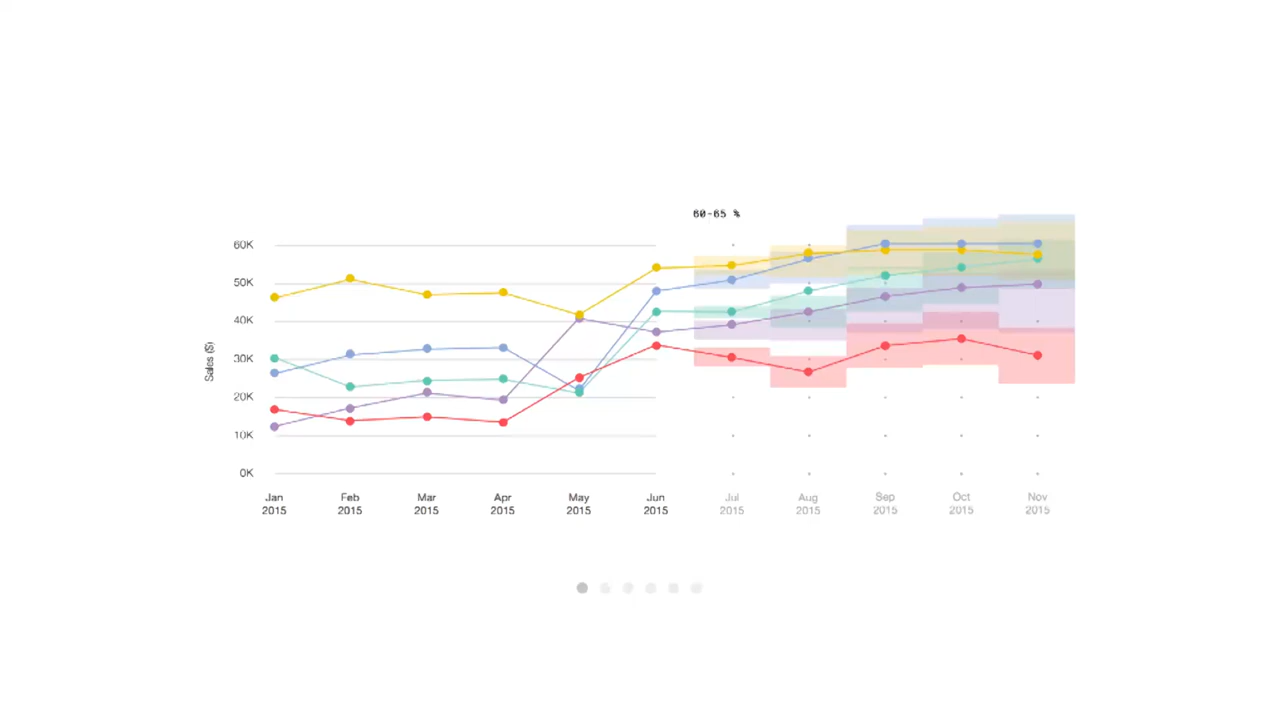 60-65 %
60K
50K
40K
30K
20K
10K
0K
Sales ($)
Jan Feb Mar Apr May Jun Jul Aug Sep Oct Nov
2015 2015 2015 2015 2015 2015 2015 2015 2015 2015 2015